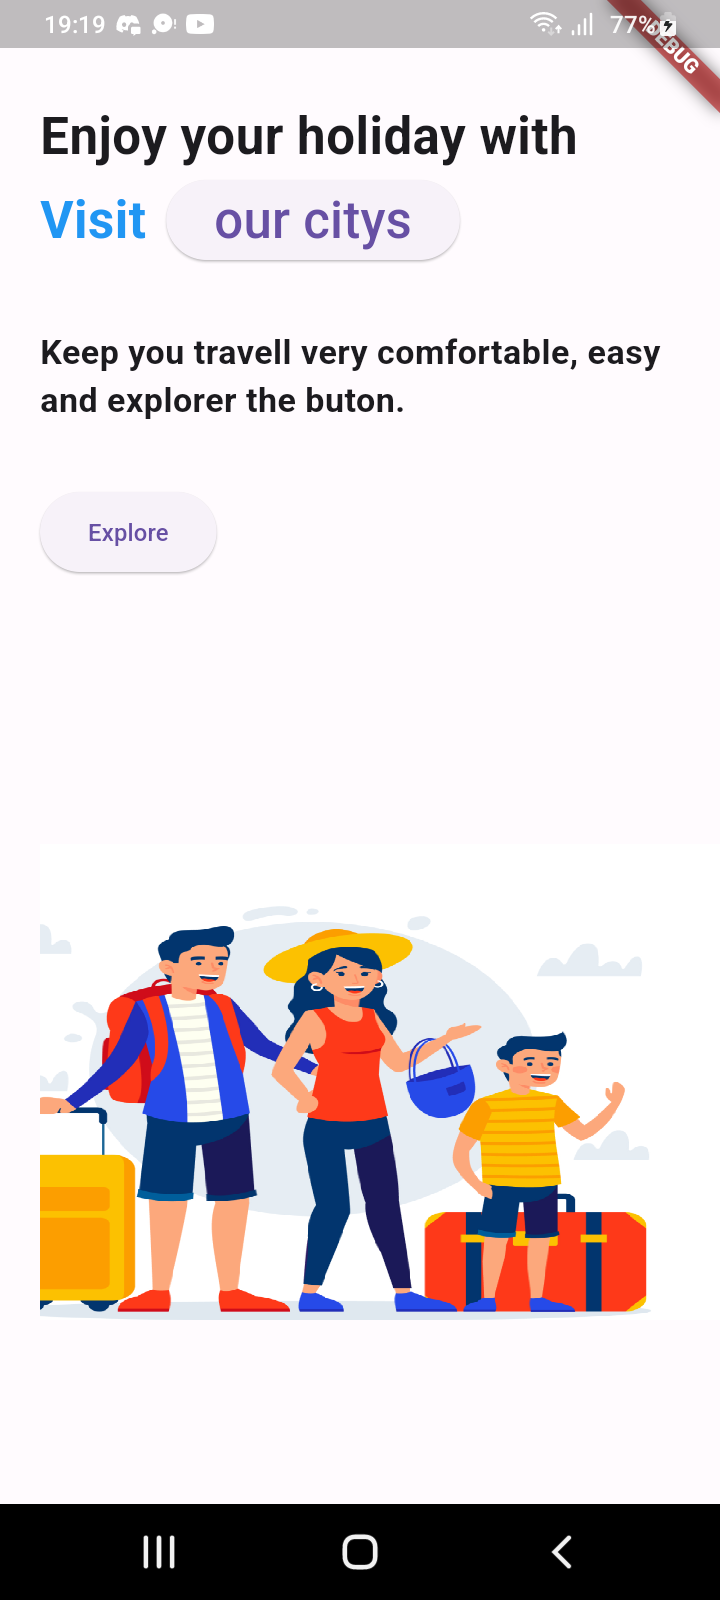 19:19 77%
DEBUG
Enjoy your holiday with
Visit our citys
Keep you travell very comfortable, easy
and explorer the buton.
Explore